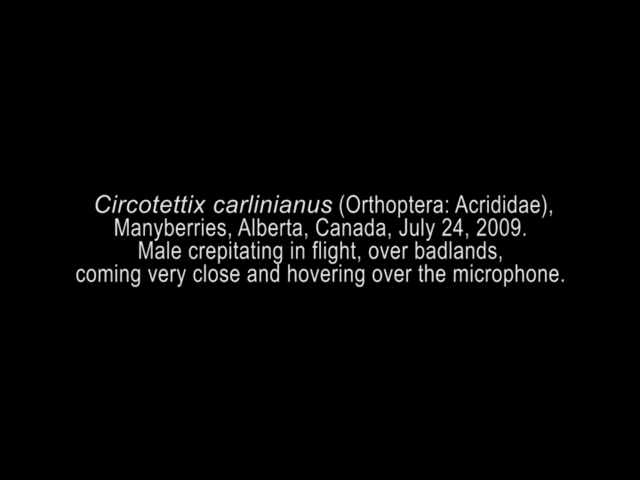 Circotettix carlinianus (Orthoptera: Acrididae),
Manyberries, Alberta, Canada, July 24, 2009.
Male crepitating in flight, over badlands,
coming very close and hovering over the microphone.